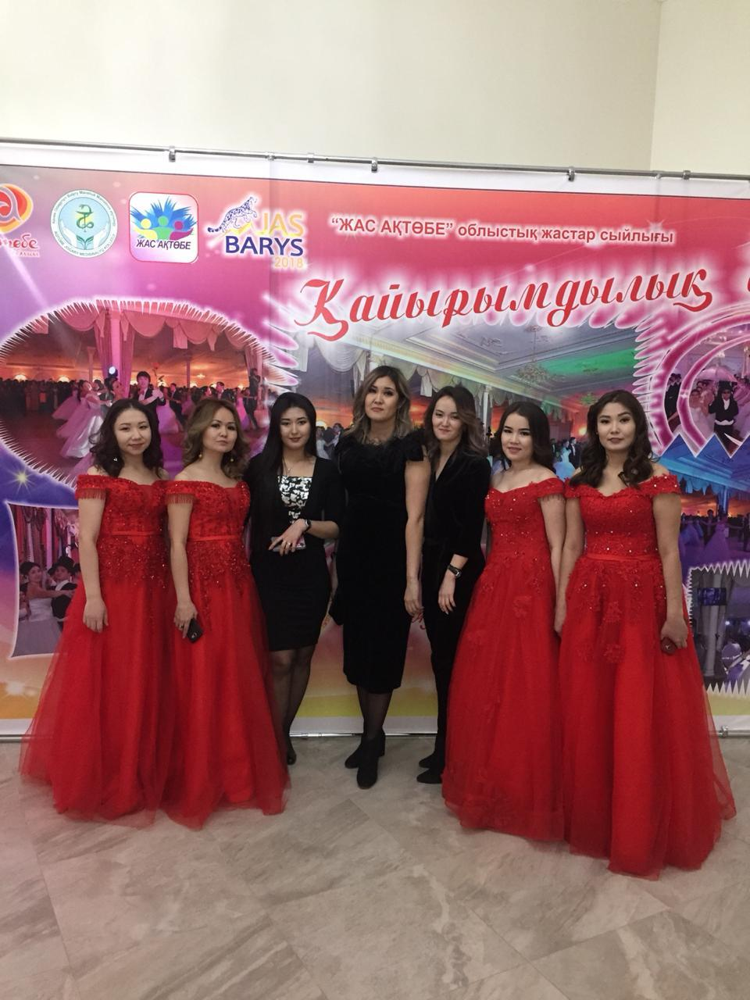 ЖАС АҚТӨБЕ
JAS
BARYS
2018
“ЖАС АҚТӨБЕ” облыстық жастар сыйлығы
Қайырымдылық